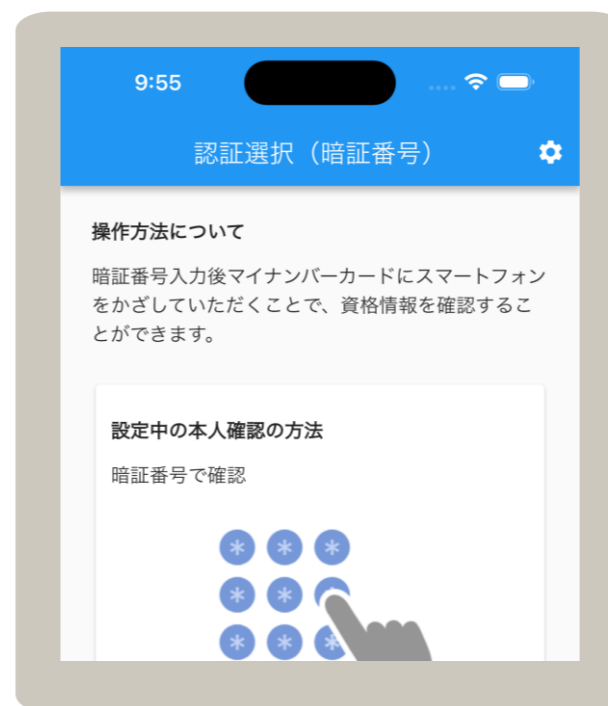 9:55
認証選択（暗証番号）
操作方法について
暗証番号入力後マイナンバーカードにスマートフォン
をかざしていただくことで、資格情報を確認するこ
とができます。
設定中の本人確認の方法
暗証番号で確認
* * *
* * *
* * *